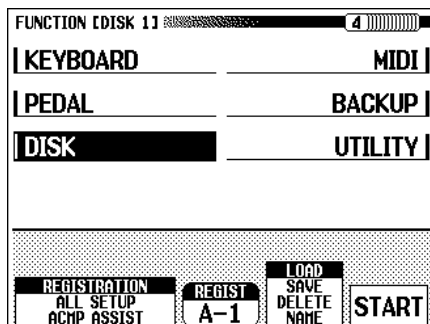 FUNCTION [DISK 1] 4
KEYBOARD MIDI
PEDAL BACKUP
DISK UTILITY
REGISTRATION
ALL SETUP
ACMP ASSIST
REGIST
A-1
LOAD
SAVE
DELETE
NAME
START